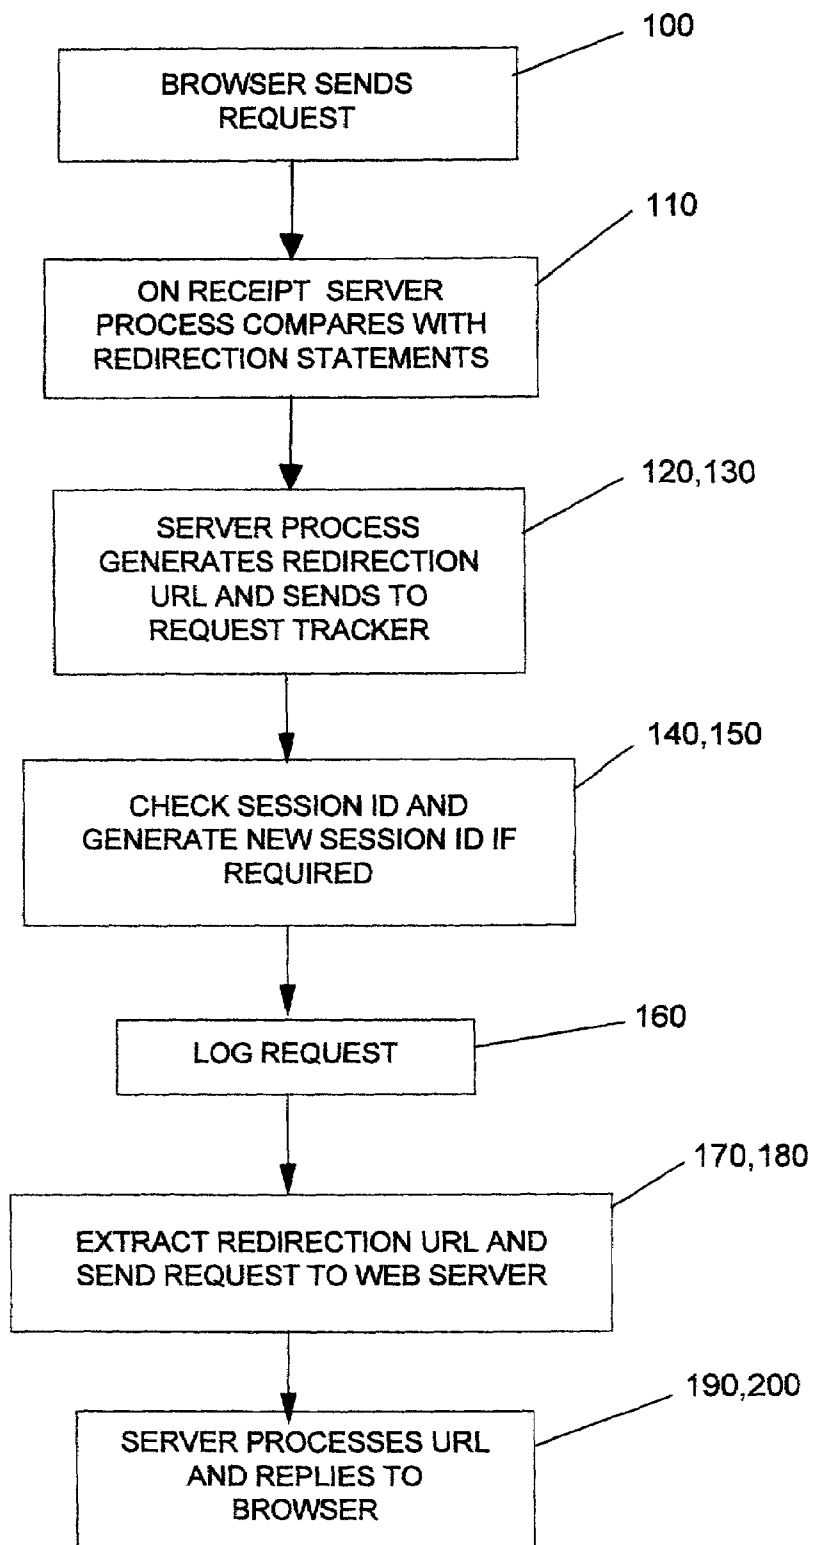 100
BROWSER SENDS
REQUEST
110
ON RECEIPT SERVER
PROCESS COMPARES WITH
REDIRECTION STATEMENTS
120,130
SERVER PROCESS
GENERATES REDIRECTION
URL AND SENDS TO
REQUEST TRACKER
140,150
CHECK SESSION ID AND
GENERATE NEW SESSION ID IF
REQUIRED
160
LOG REQUEST
170,180
EXTRACT REDIRECTION URL AND
SEND REQUEST TO WEB SERVER
190,200
SERVER PROCESSES URL
AND REPLIES TO
BROWSER